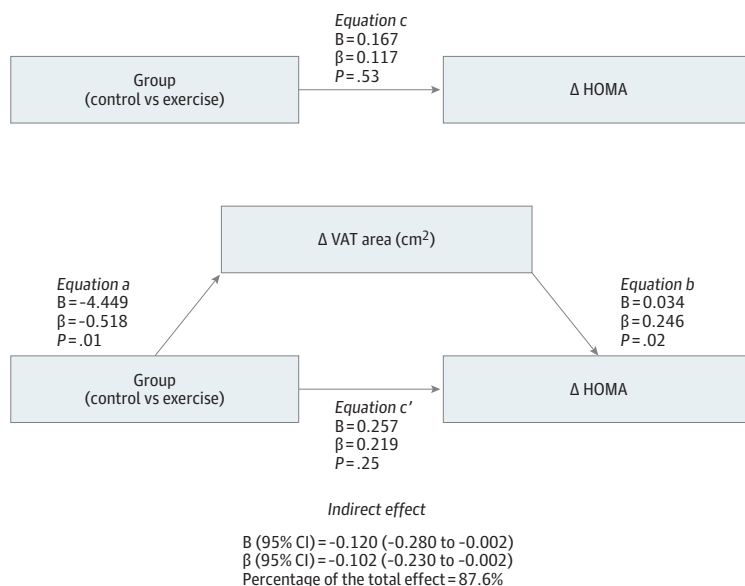 Equation c
B=0.167
β=0.117
P=.53
Group
(control vs exercise)
Δ HOMA
Δ VAT area (cm²)
Equation a
B=-4.449
β=-0.518
P=.01
Equation b
B=0.034
β=0.246
P=.02
Group
(control vs exercise)
Δ HOMA
Equation c’
B=0.257
β=0.219
P=.25
Indirect effect
B (95% CI)=-0.120 (-0.280 to -0.002)
β (95% CI)=-0.102 (-0.230 to -0.002)
Percentage of the total effect=87.6%